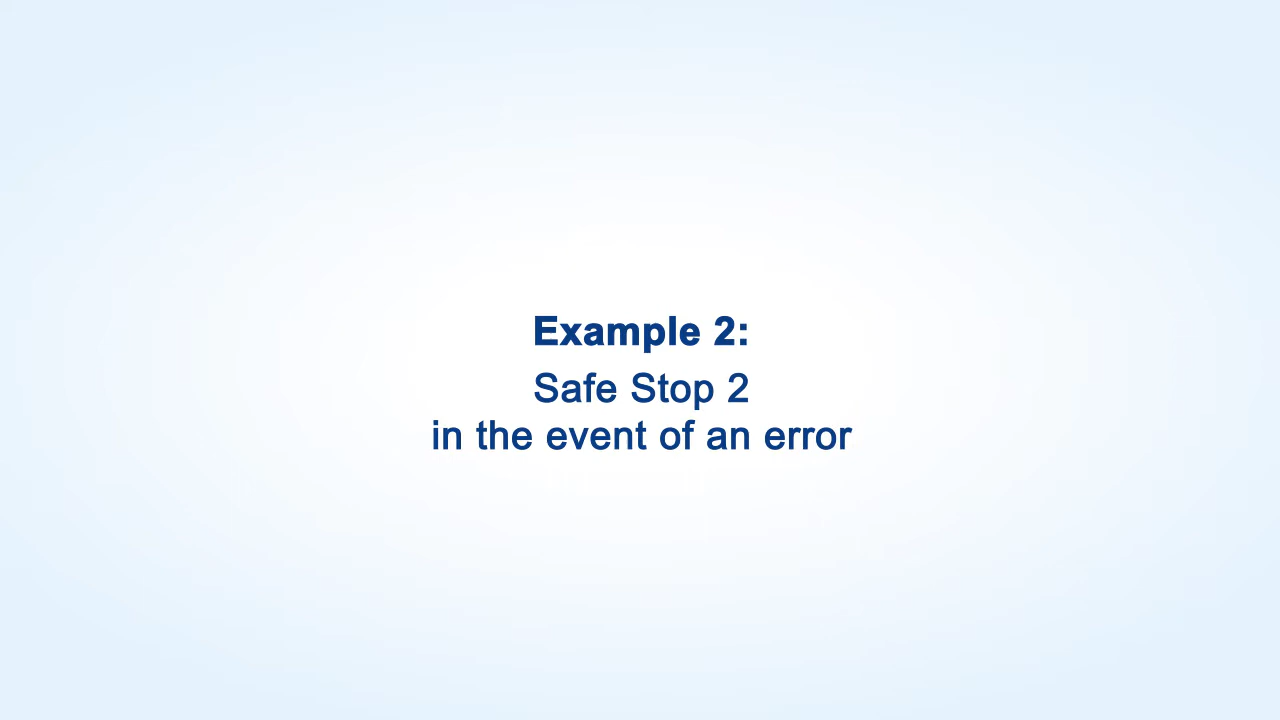 Example 2:
Safe Stop 2
in the event of an error